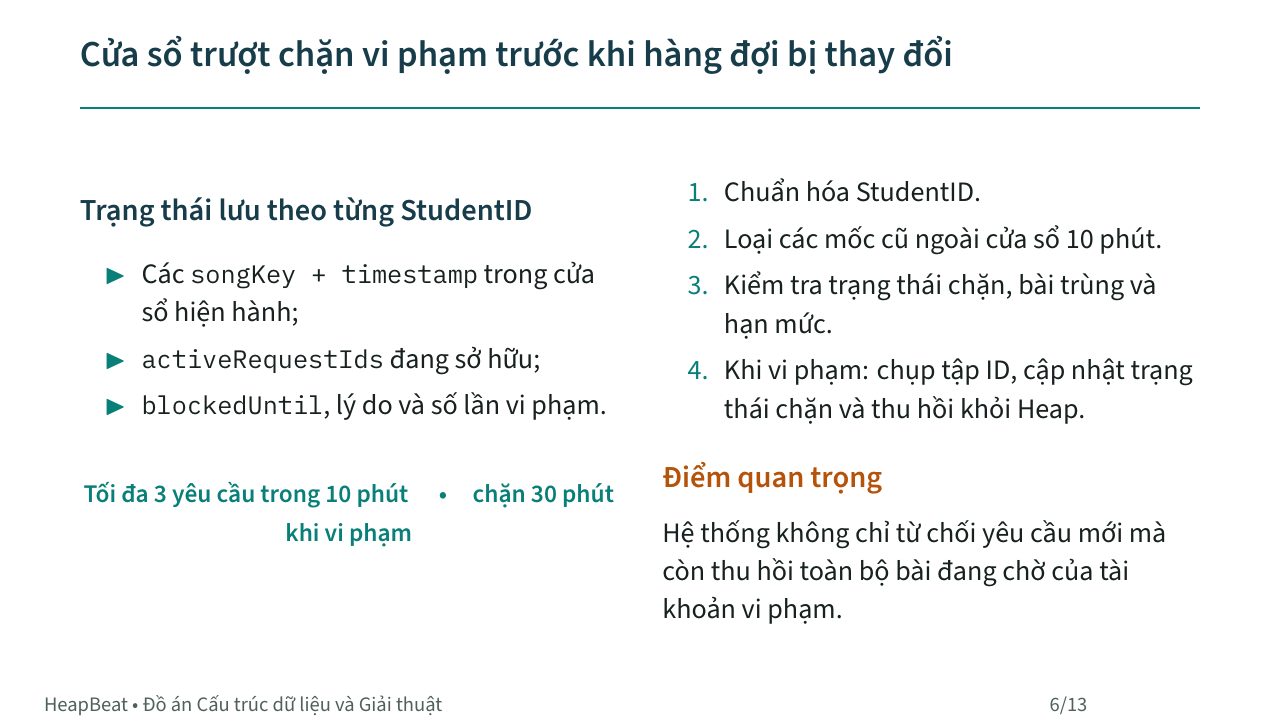 Cửa sổ trượt chặn vi phạm trước khi hàng đợi bị thay đổi
Trạng thái lưu theo từng StudentID
▶ Các songKey + timestamp trong cửa
sổ hiện hành;
▶ activeRequestIds đang sở hữu;
▶ blockedUntil, lý do và số lần vi phạm.
Tối đa 3 yêu cầu trong 10 phút • chặn 30 phút
khi vi phạm
1. Chuẩn hóa StudentID.
2. Loại các mốc cũ ngoài cửa sổ 10 phút.
3. Kiểm tra trạng thái chặn, bài trùng và
hạn mức.
4. Khi vi phạm: chụp tập ID, cập nhật trạng
thái chặn và thu hồi khỏi Heap.
Điểm quan trọng
Hệ thống không chỉ từ chối yêu cầu mới mà
còn thu hồi toàn bộ bài đang chờ của tài
khoản vi phạm.
HeapBeat • Đồ án Cấu trúc dữ liệu và Giải thuật
6/13